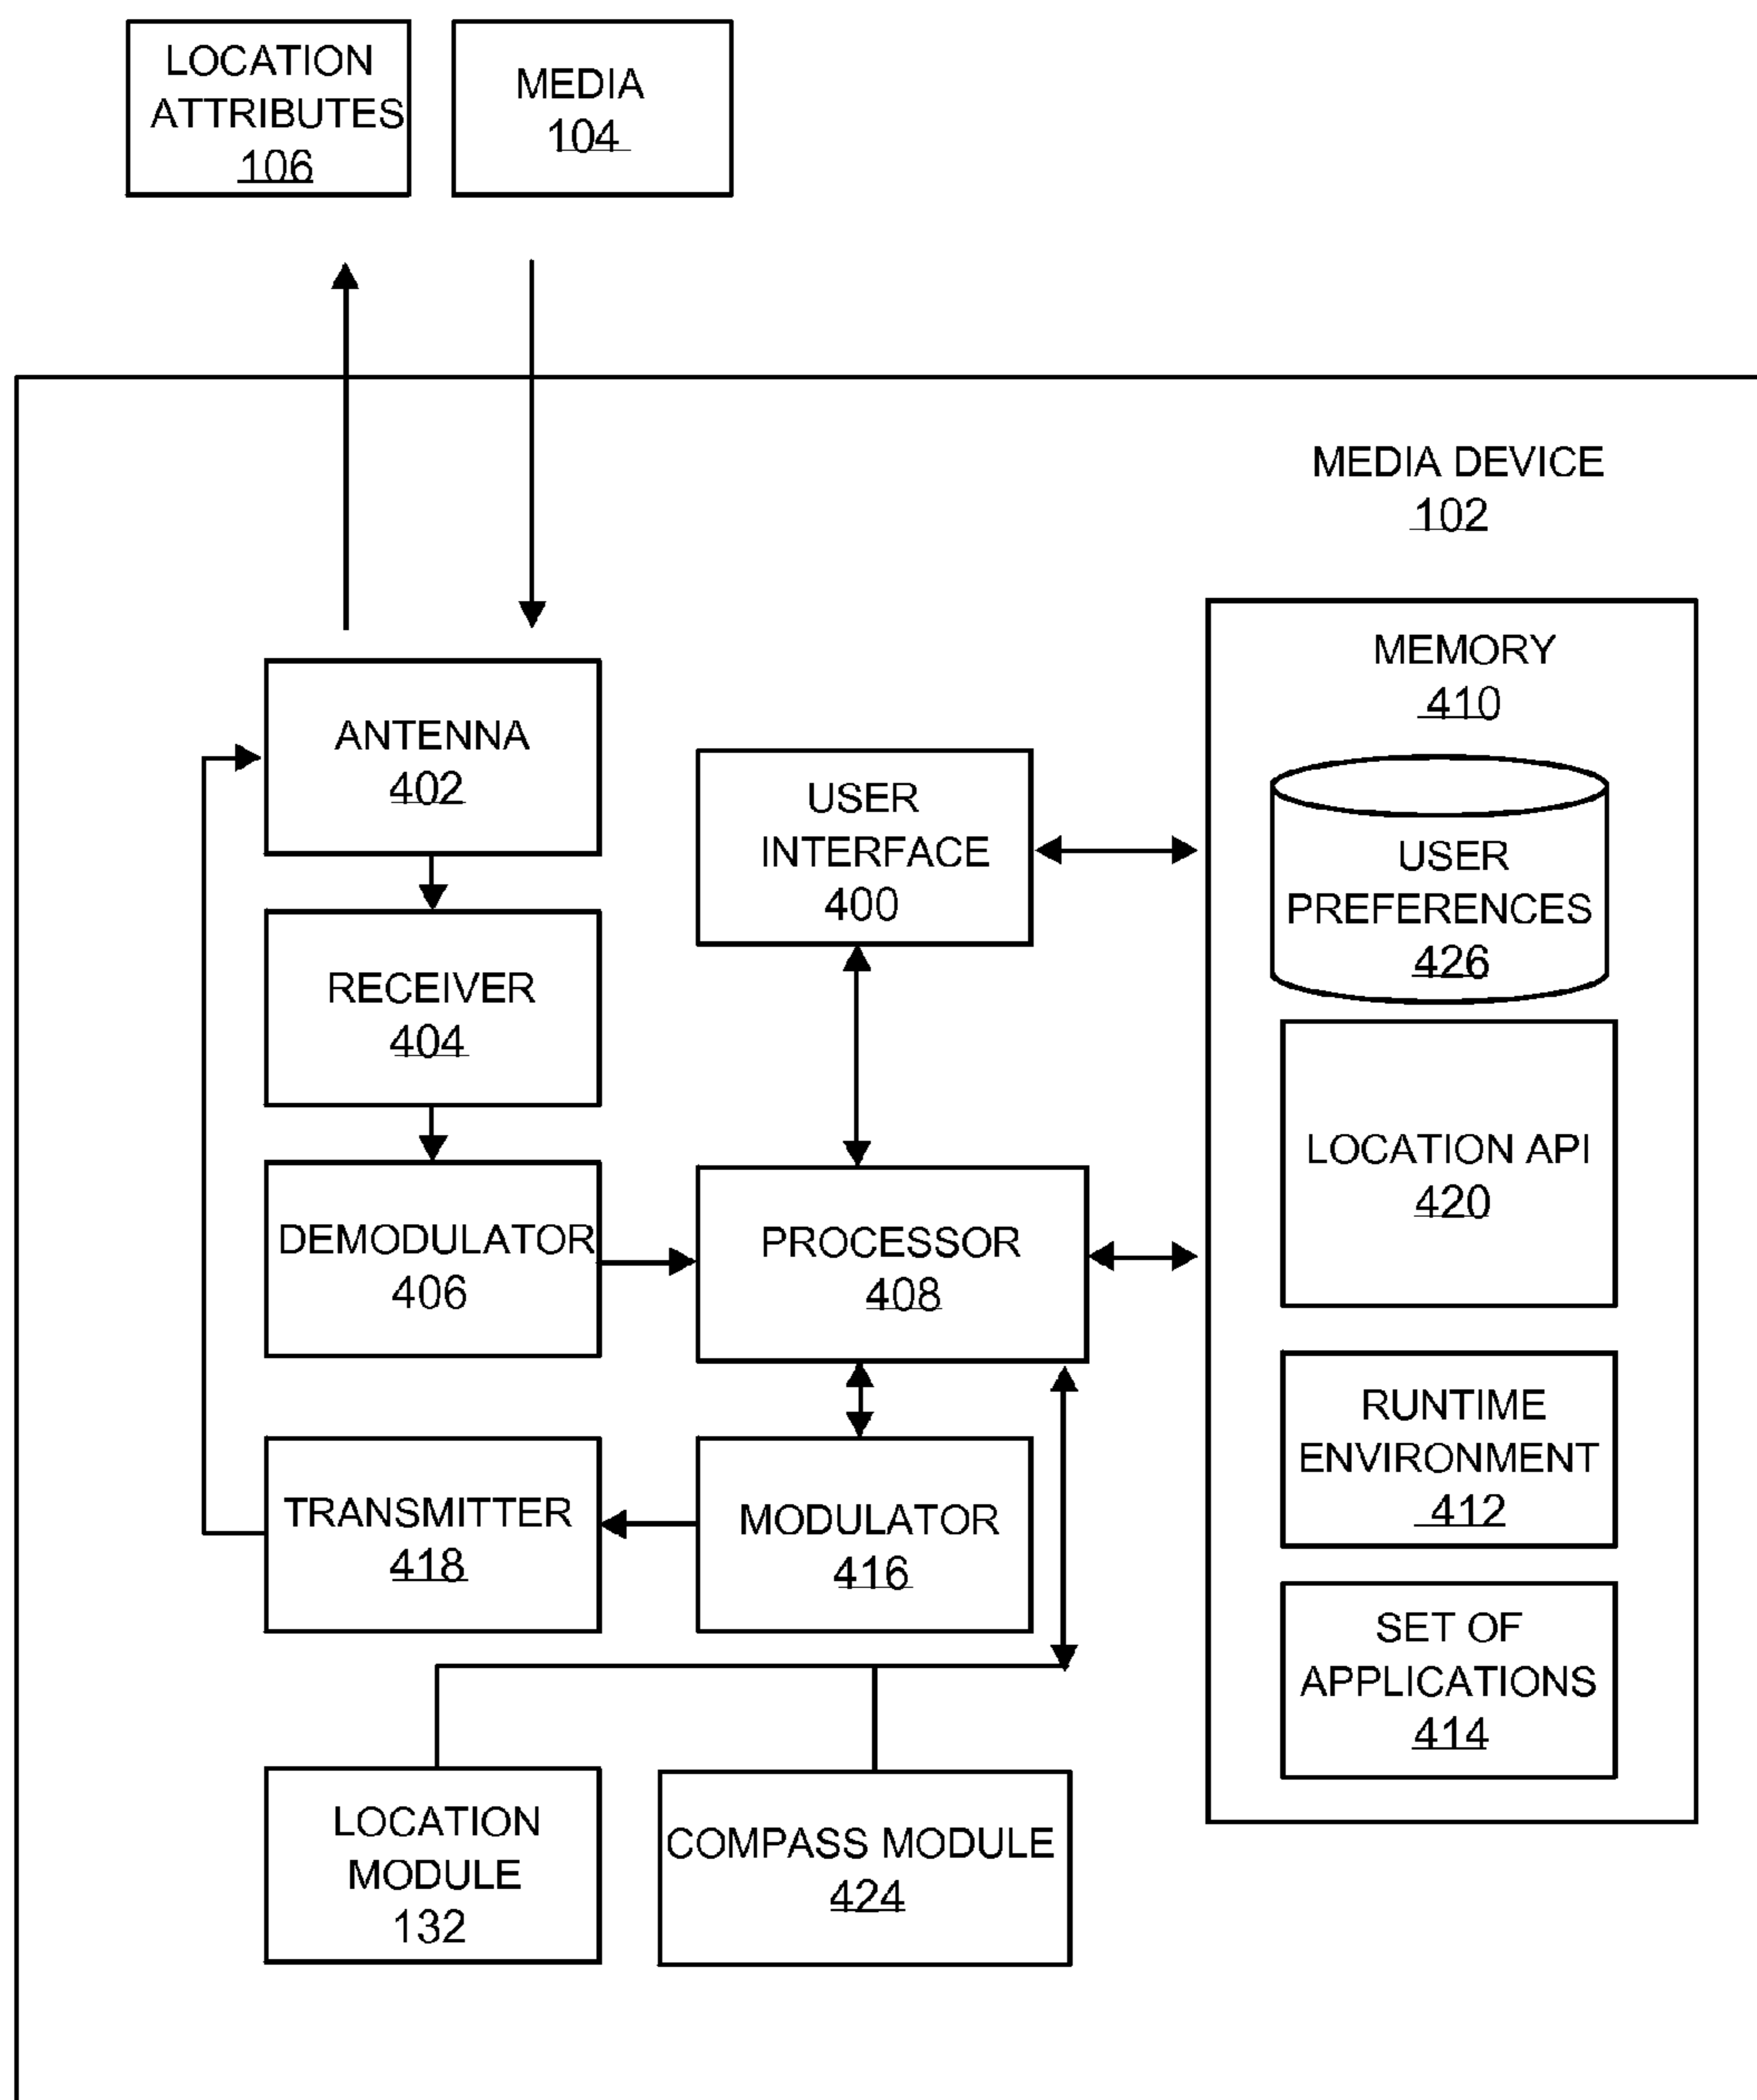 LOCATION
ATTRIBUTES
106
MEDIA
104
MEDIA DEVICE
102
ANTENNA
402
RECEIVER
404
DEMODULATOR
406
USER
INTERFACE
400
PROCESSOR
408
TRANSMITTER
418
MODULATOR
416
LOCATION
MODULE
132
COMPASS MODULE
424
MEMORY
410
USER
PREFERENCES
426
LOCATION API
420
RUNTIME
ENVIRONMENT
412
SET OF
APPLICATIONS
414